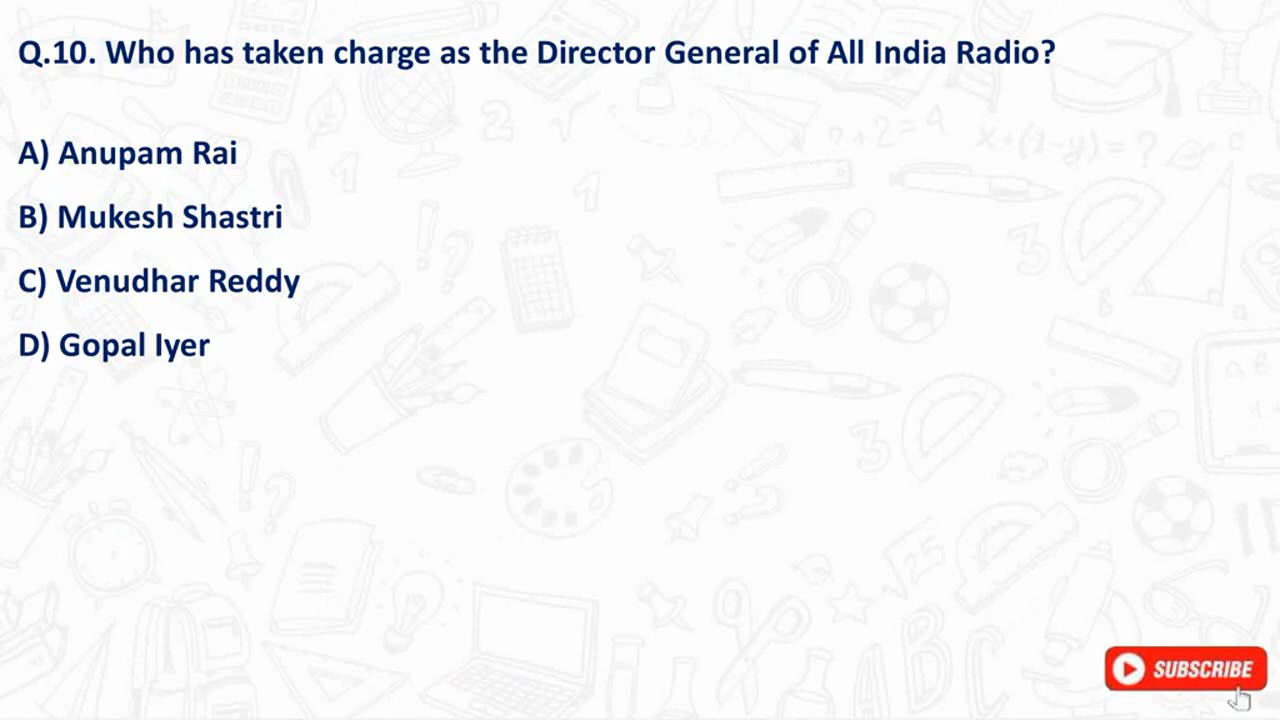 Q.10. Who has taken charge as the Director General of All India Radio?
A) Anupam Rai
B) Mukesh Shastri
C) Venudhar Reddy
D) Gopal Iyer
SUBSCRIBE